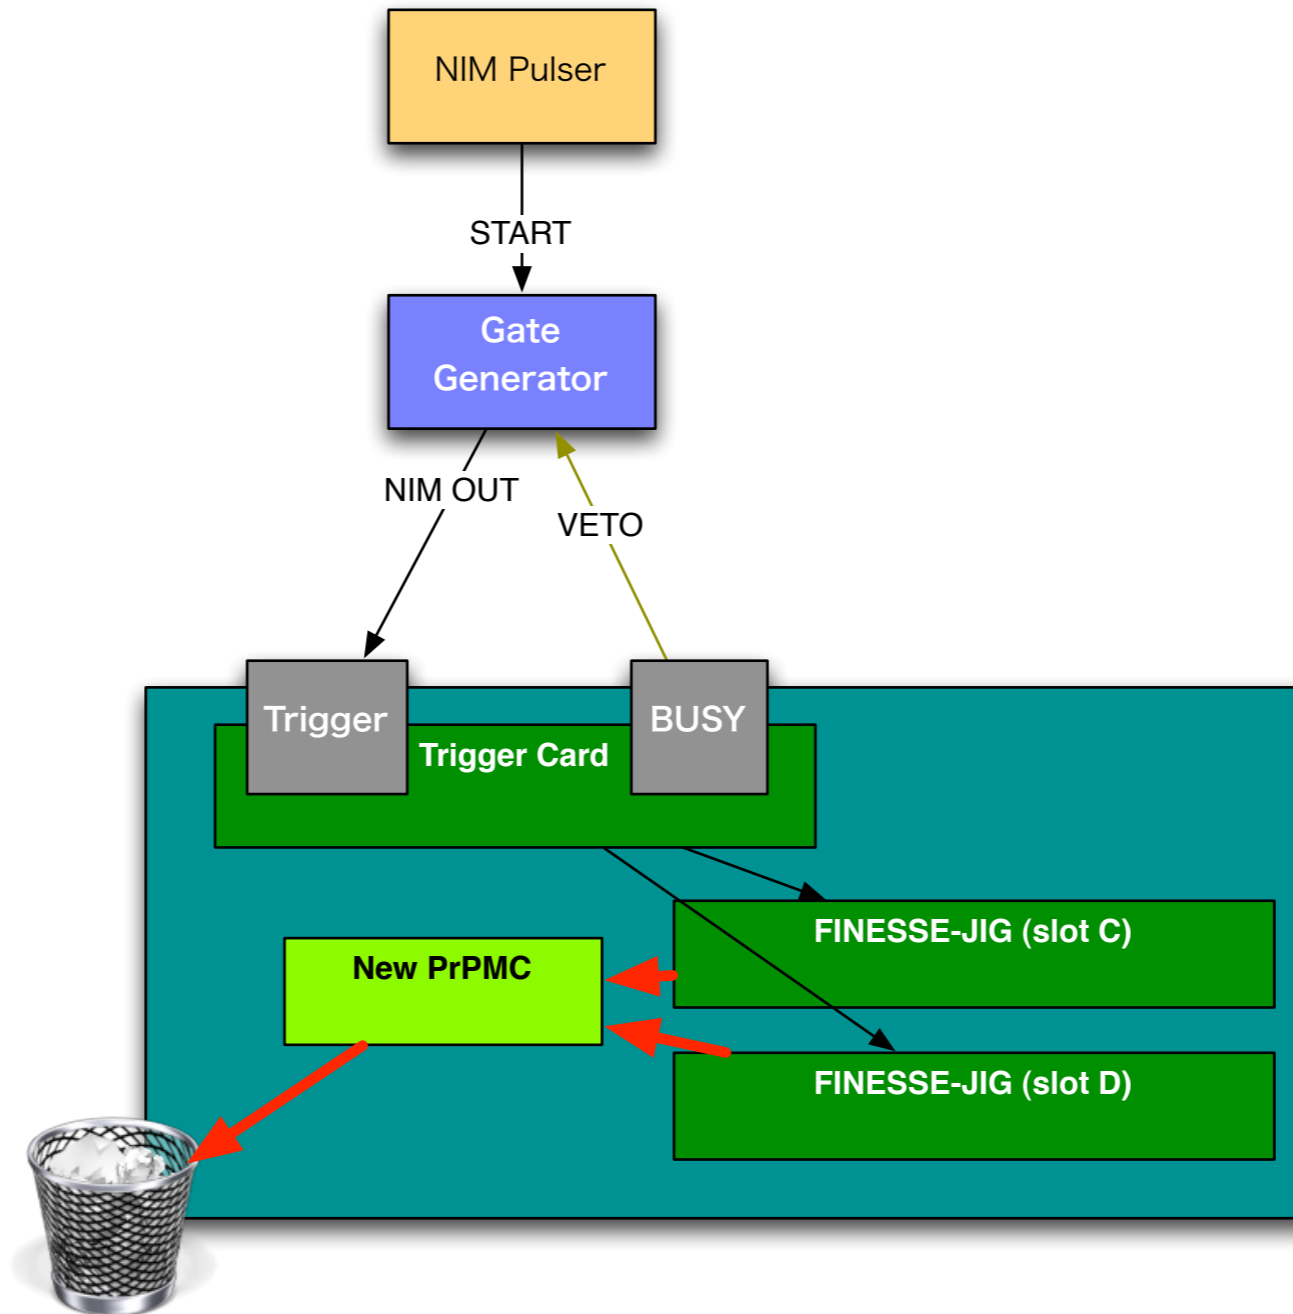 NIM Pulser
START
Gate
Generator
NIM OUT
VETO
Trigger
BUSY
Trigger Card
FINESSE-JIG (slot C)
New PrPMC
FINESSE-JIG (slot D)